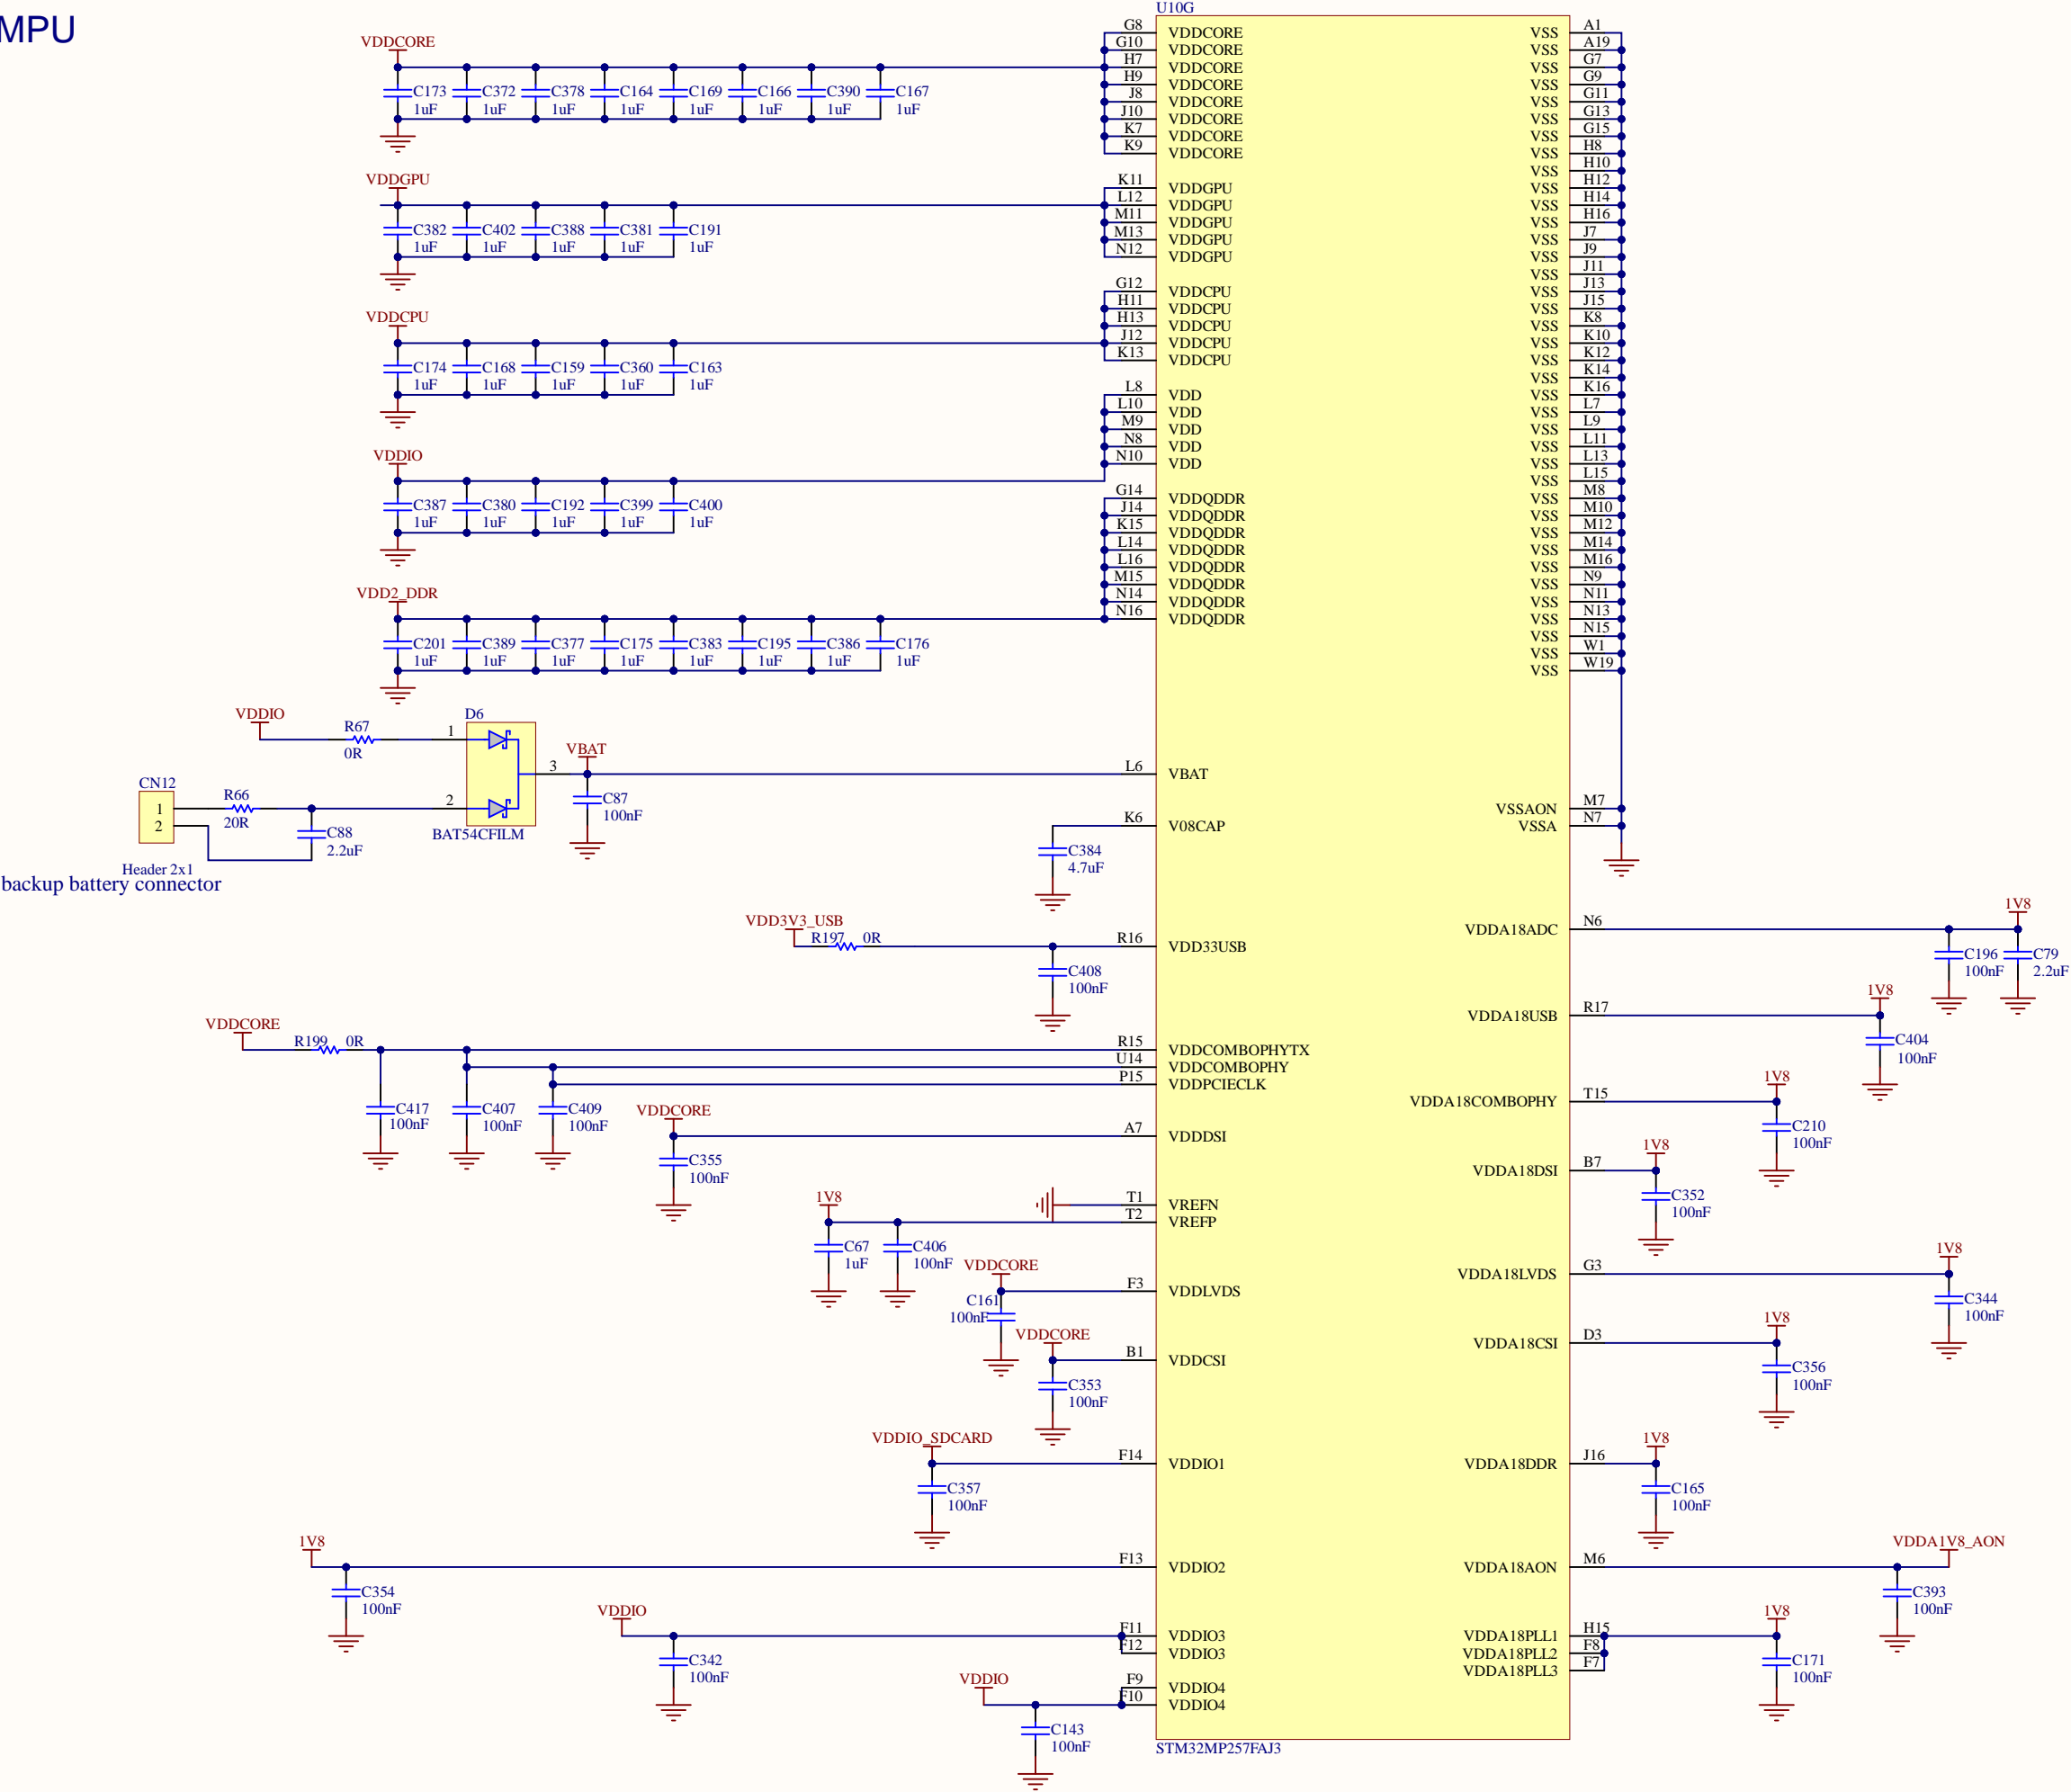 MPU
U10G
VDDCORE
C173 C372 C378 C164 C169 C166 C390 C167
1uF 1uF 1uF 1uF 1uF 1uF 1uF 1uF
G8 VDDCORE
G10 VDDCORE
H7 VDDCORE
H9 VDDCORE
J8 VDDCORE
J10 VDDCORE
K7 VDDCORE
K9 VDDCORE
VDDGPU
C382 C402 C388 C381 C191
1uF 1uF 1uF 1uF 1uF
K11 VDDGPU
L12 VDDGPU
M11 VDDGPU
M13 VDDGPU
N12 VDDGPU
VDDCPU
C174 C168 C159 C360 C163
1uF 1uF 1uF 1uF 1uF
G12 VDDCPU
H11 VDDCPU
H13 VDDCPU
J12 VDDCPU
K13 VDDCPU
VDDIO
C387 C380 C192 C399 C400
1uF 1uF 1uF 1uF 1uF
L8 VDD
L10 VDD
M9 VDD
N8 VDD
N10 VDD
VDD2_DDR
C201 C389 C377 C175 C383 C195 C386 C176
1uF 1uF 1uF 1uF 1uF 1uF 1uF 1uF
G14 VDDQDDR
J14 VDDQDDR
K15 VDDQDDR
L14 VDDQDDR
L16 VDDQDDR
M15 VDDQDDR
N14 VDDQDDR
N16 VDDQDDR
VDDIO
R67
0R
D6
1
2
3
BAT54CFILM
CN12
1
2
R66
20R
C88
2.2uF
Header 2x1
backup battery connector
VBAT
C87
100nF
L6 VBAT
K6 V08CAP
C384
4.7uF
VDD3V3_USB
R197 0R
C408
100nF
R16 VDD33USB
VDDCORE
R199 0R
R15 VDDCOMBOPHYTX
U14 VDDCOMBOPHY
P15 VDDPCIECLK
C417 C407 C409
100nF 100nF 100nF
VDDCORE
C355
100nF
A7 VDDDSI
1V8
T1 VREFN
T2 VREFP
C67 C406
1uF 100nF
VDDCORE
C161
100nF
F3 VDDLVDS
VDDCORE
C353
100nF
B1 VDDCSI
VDDIO_SDCARD
C357
100nF
F14 VDDIO1
1V8
C354
100nF
F13 VDDIO2
VDDIO
C342
100nF
F11 VDDIO3
F12 VDDIO3
VDDIO
C143
100nF
F9 VDDIO4
F10 VDDIO4
STM32MP257FAJ3
VSS A1
VSS A19
VSS G7
VSS G9
VSS G11
VSS G13
VSS G15
VSS H8
VSS H10
VSS H12
VSS H14
VSS H16
VSS J7
VSS J9
VSS J11
VSS J13
VSS J15
VSS K8
VSS K10
VSS K12
VSS K14
VSS K16
VSS L7
VSS L9
VSS L11
VSS L13
VSS L15
VSS M8
VSS M10
VSS M12
VSS M14
VSS M16
VSS N9
VSS N11
VSS N13
VSS N15
VSS W1
VSS W19
VSSAON M7
VSSA N7
VDDA18ADC N6
1V8
C196 C79
100nF 2.2uF
VDDA18USB R17
1V8
C404
100nF
VDDA18COMBOPHY T15
1V8
C210
100nF
VDDA18DSI B7
1V8
C352
100nF
VDDA18LVDS G3
1V8
C344
100nF
VDDA18CSI D3
1V8
C356
100nF
VDDA18DDR J16
1V8
C165
100nF
VDDA18AON M6
VDDA1V8_AON
C393
100nF
VDDA18PLL1 H15
VDDA18PLL2 F8
VDDA18PLL3 F7
1V8
C171
100nF